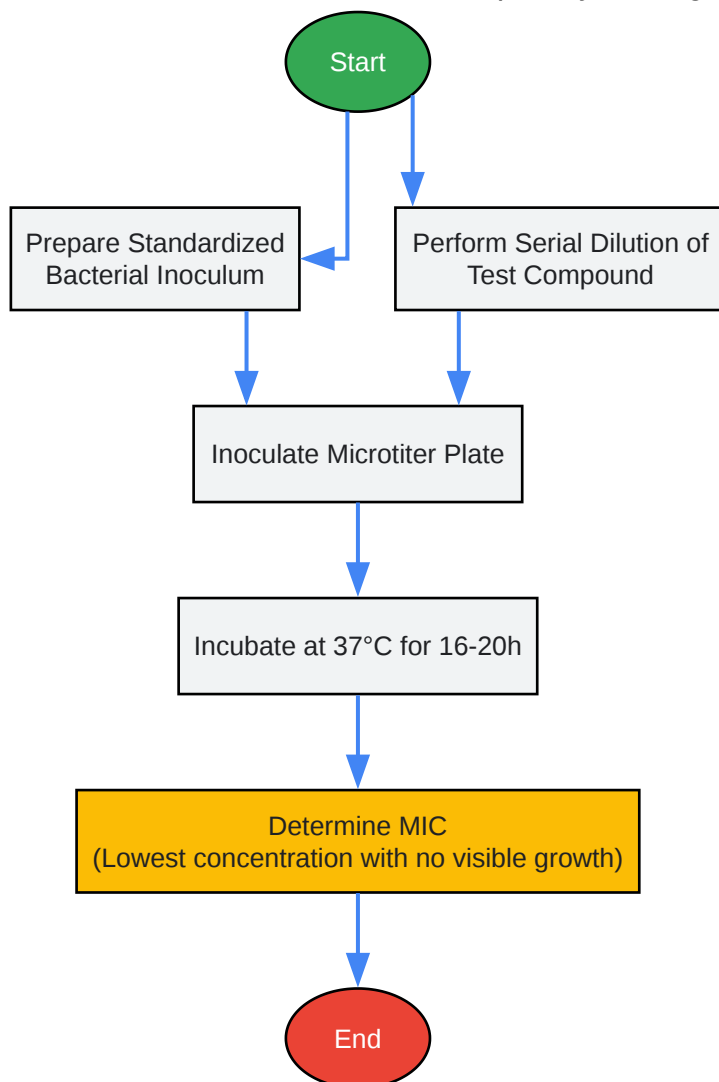 Start
Prepare Standardized
Bacterial Inoculum
Perform Serial Dilution of
Test Compound
Inoculate Microtiter Plate
Incubate at 37°C for 16-20h
Determine MIC
(Lowest concentration with no visible growth)
End